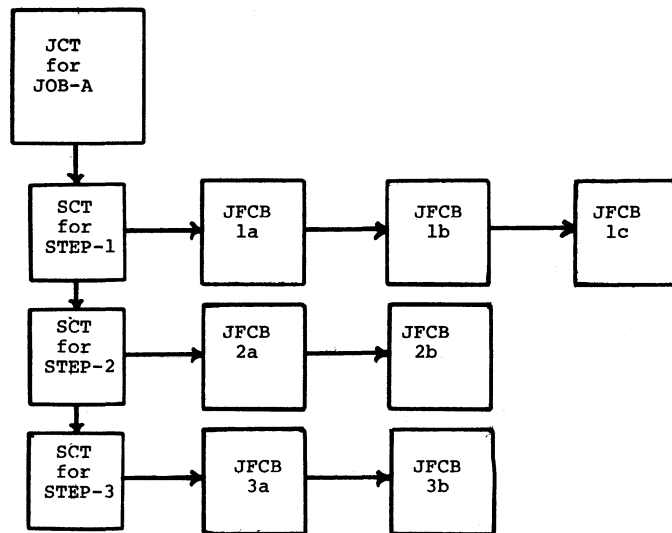 JCT
for
JOB-A
SCT
for
STEP-1
JFCB
1a
JFCB
1b
JFCB
1c
SCT
for
STEP-2
JFCB
2a
JFCB
2b
SCT
for
STEP-3
JFCB
3a
JFCB
3b